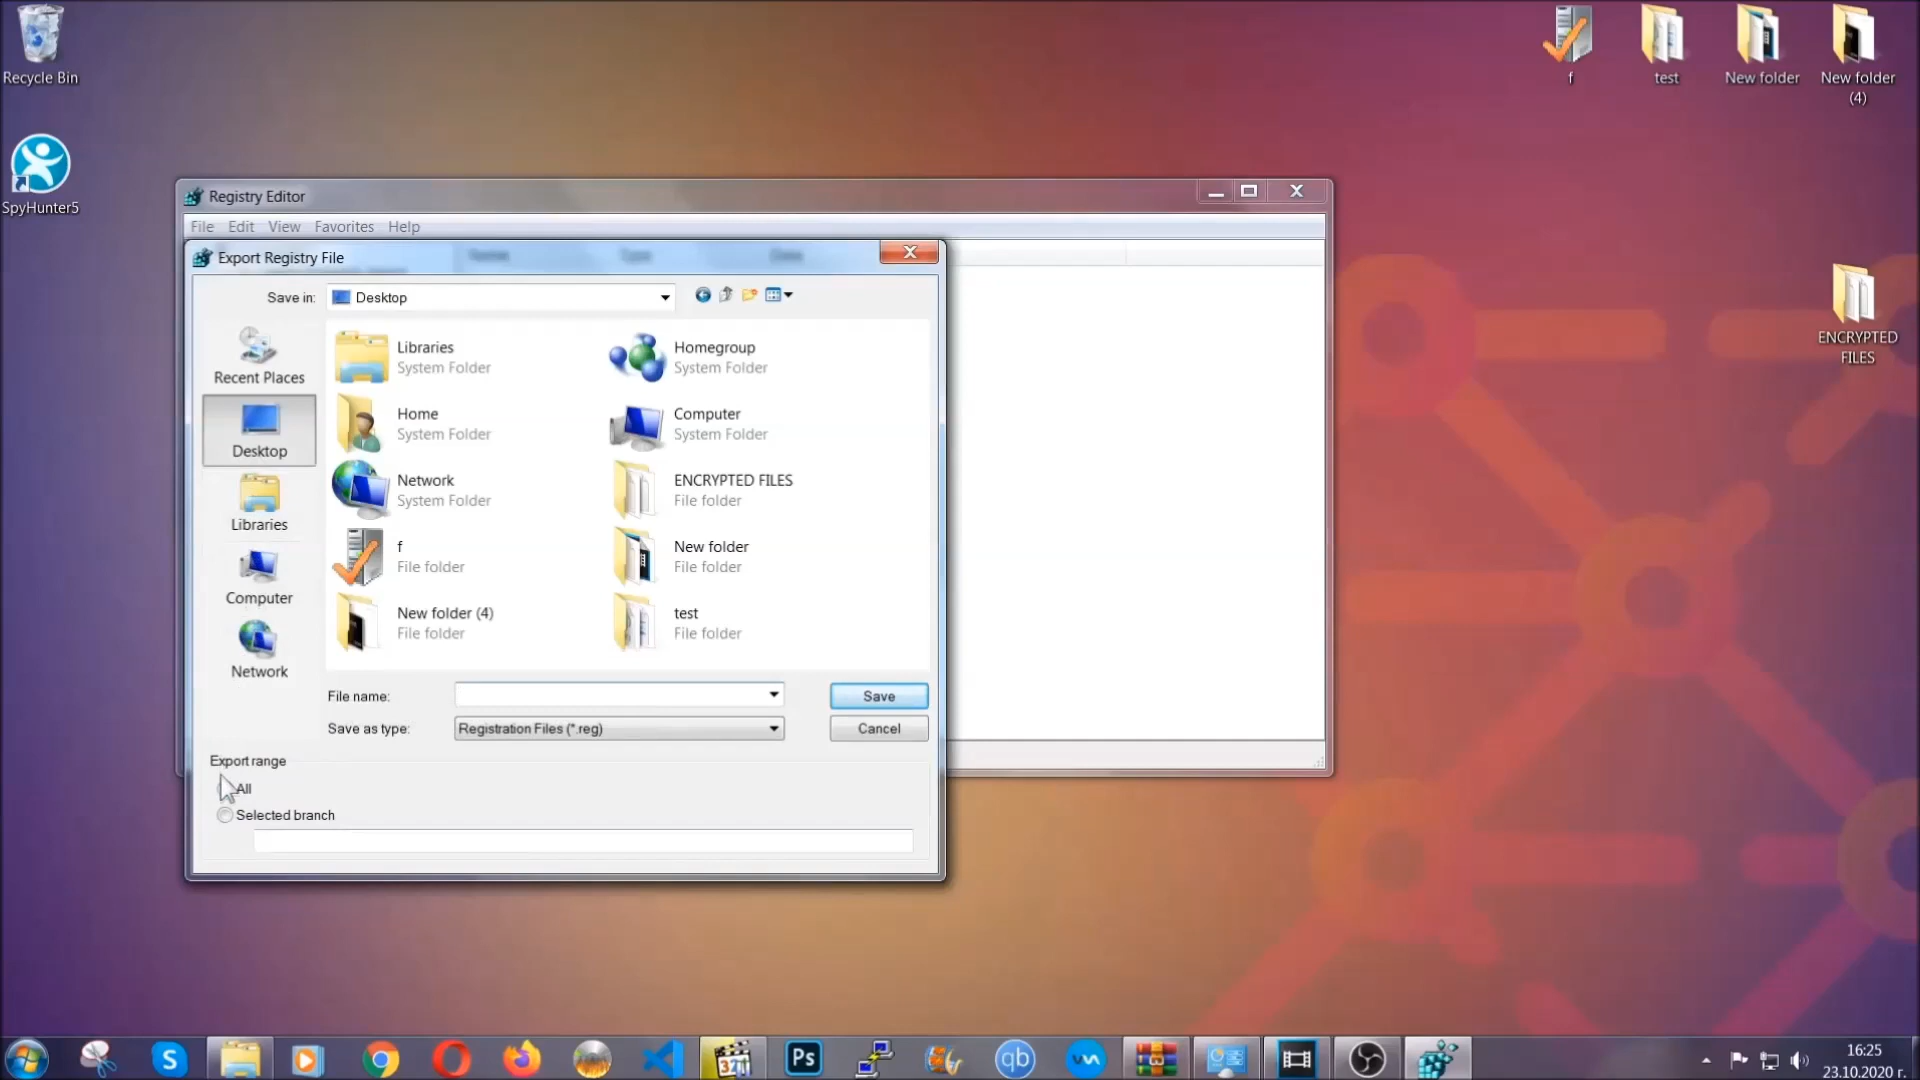 Recycle Bin
SpyHunter5
f
test
New folder
New folder
(4)
ENCRYPTED
FILES
Registry Editor
File Edit View Favorites Help
Export Registry File
Save in:
Desktop
Recent Places
Desktop
Libraries
Computer
Network
Libraries
System Folder
Homegroup
System Folder
Home
System Folder
Computer
System Folder
Network
System Folder
ENCRYPTED FILES
File folder
f
File folder
New folder
File folder
New folder (4)
File folder
test
File folder
File name:
Save
Save as type:
Registration Files (*.reg)
Cancel
Export range
All
Selected branch
S
321
Ps
qb
16:25
23.10.2020 г.